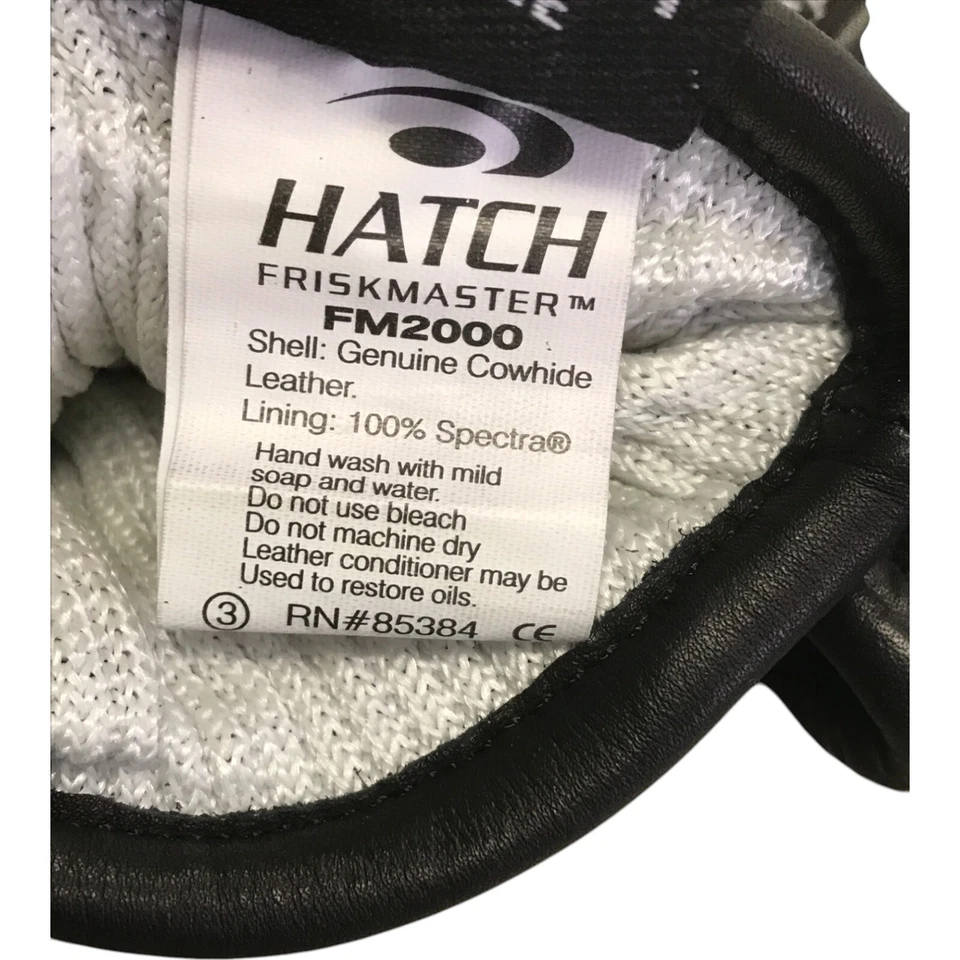 HATCH
FRISKMASTER™
FM2000
Shell: Genuine Cowhide
Leather.
Lining: 100% Spectra®
Hand wash with mild
soap and water.
Do not use bleach
Do not machine dry
Leather conditioner may be
Used to restore oils.
③ RN#85384 CE